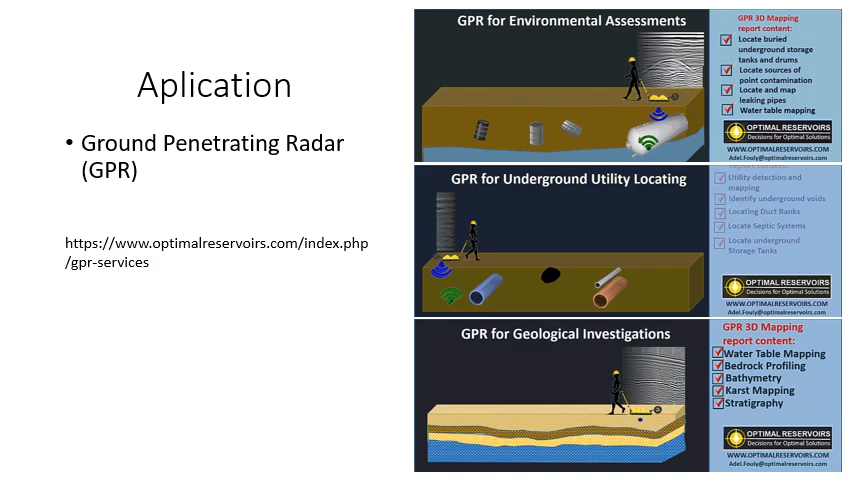 Aplication
• Ground Penetrating Radar
(GPR)
https://www.optimalreservoirs.com/index.php
/gpr-services
GPR for Environmental Assessments
GPR 3D Mapping
report content:
Locate buried
underground storage
tanks and drums
Locate sources of
point contamination
Locate and map
leaking pipes
Water table mapping
OPTIMAL RESERVOIRS
Decisions for Optimal Solutions
WWW.OPTIMALRESERVOIRS.COM
Adel.Fouly@optimalreservoirs.com
GPR for Underground Utility Locating
Utility detection and
mapping
Identify underground voids
Locating Duct Banks
Locate Septic Systems
Locate underground
Storage Tanks
OPTIMAL RESERVOIRS
Decisions for Optimal Solutions
WWW.OPTIMALRESERVOIRS.COM
Adel.Fouly@optimalreservoirs.com
GPR for Geological Investigations
GPR 3D Mapping
report content:
Water Table Mapping
Bedrock Profiling
Bathymetry
Karst Mapping
Stratigraphy
OPTIMAL RESERVOIRS
Decisions for Optimal Solutions
WWW.OPTIMALRESERVOIRS.COM
Adel.Fouly@optimalreservoirs.com